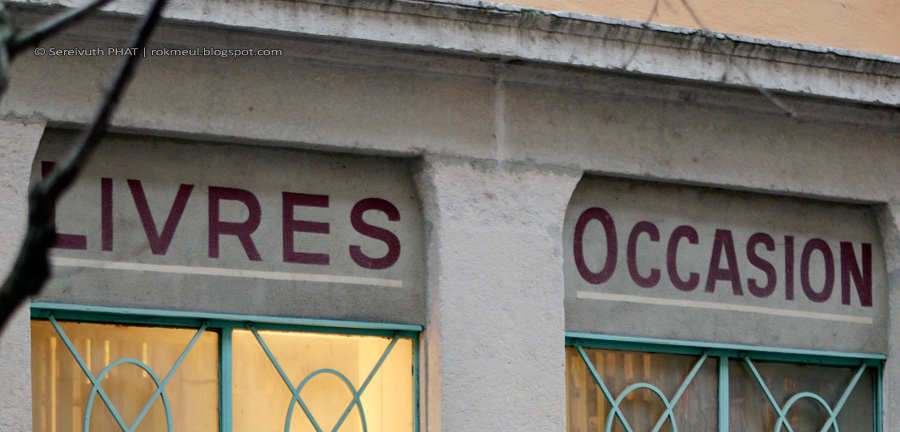 © Sereivuth PHAT | rokmeul.blogspot.com
LIVRES
OCCASION